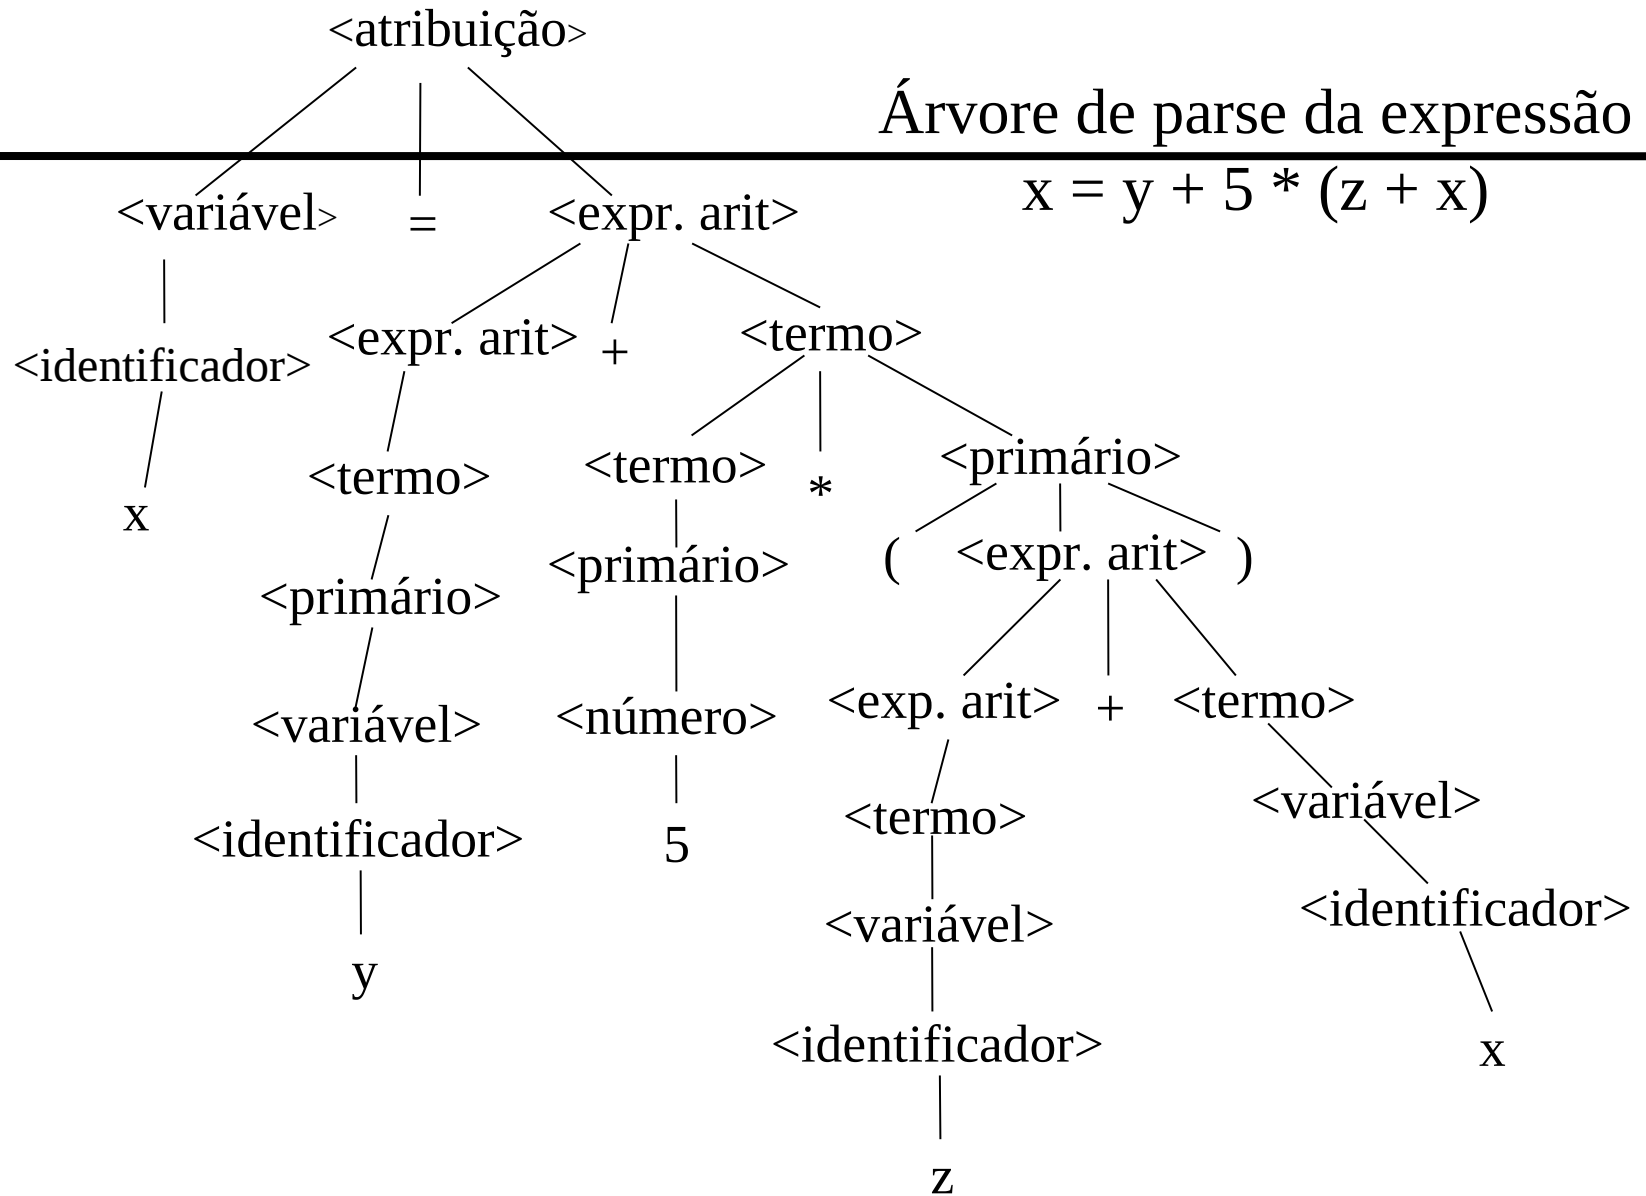 <atribuição>
Árvore de parse da expressão
x = y + 5 * (z + x)
<variável> = <expr. arit>
<identificador> <expr. arit> + <termo>
x <termo> <termo> * <primário>
<primário> <primário> ( <expr. arit> )
<variável> <número> <exp. arit> + <termo>
<identificador> 5 <termo> <variável>
y <variável> <identificador>
<identificador> x
z